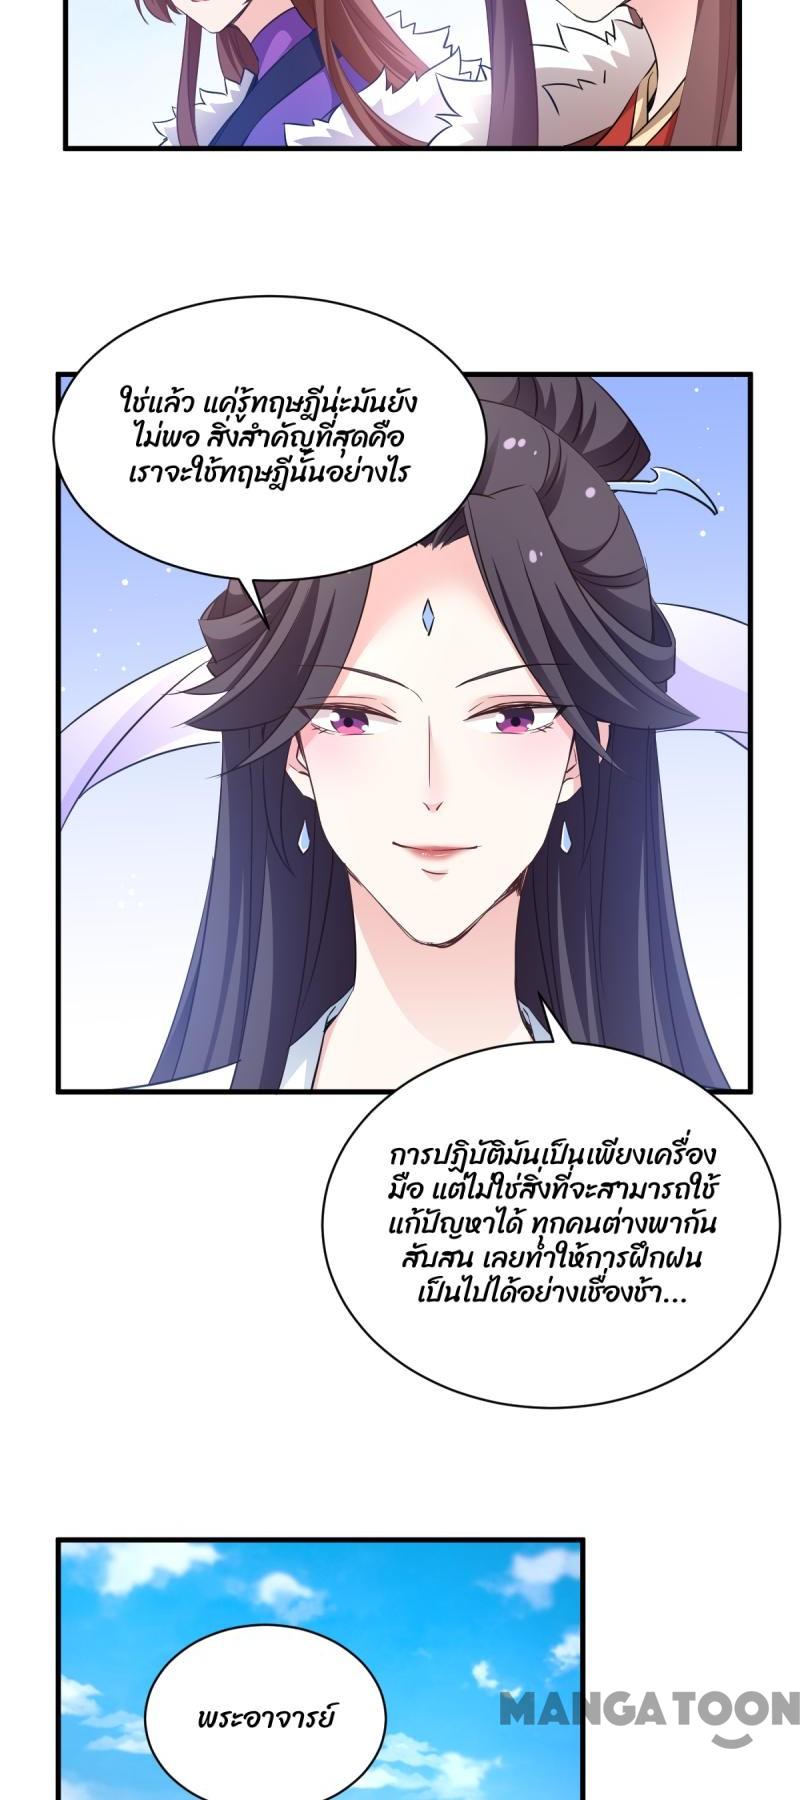 ใช่แล้ว แค่รู้ทฤษฎีน่ะมันยัง
ไม่พอ สิ่งสำคัญที่สุดคือ
เราจะใช้ทฤษฎีนั้นอย่างไร
การปฏิบัติมันเป็นเพียงเครื่อง
มือ แต่ไม่ใช่สิ่งที่จะสามารถใช้
แก้ปัญหาได้ ทุกคนต่างพากัน
สับสน เลยทำให้การฝึกฝน
เป็นไปได้อย่างเชื่องช้า...
พระอาจารย์
MANGATOON